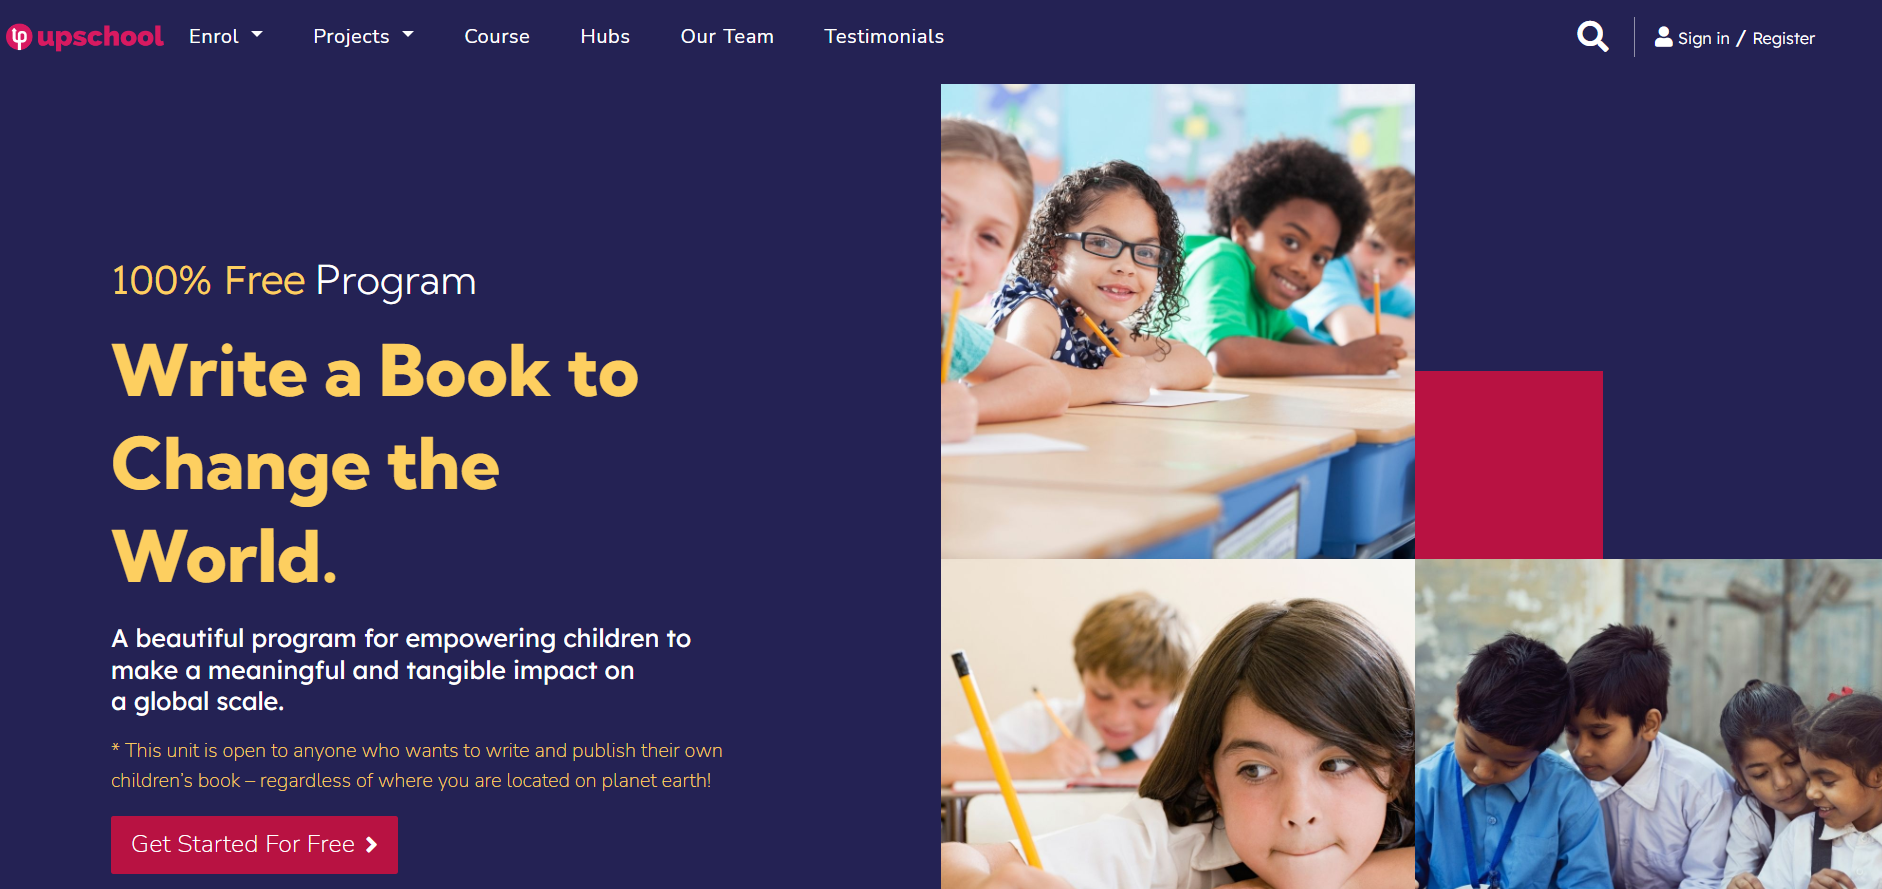 upschool
Enrol
Projects
Course
Hubs
Our Team
Testimonials
Sign in / Register
100% Free Program
Write a Book to
Change the
World.
A beautiful program for empowering children to
make a meaningful and tangible impact on
a global scale.
* This unit is open to anyone who wants to write and publish their own
children's book – regardless of where you are located on planet earth!
Get Started For Free